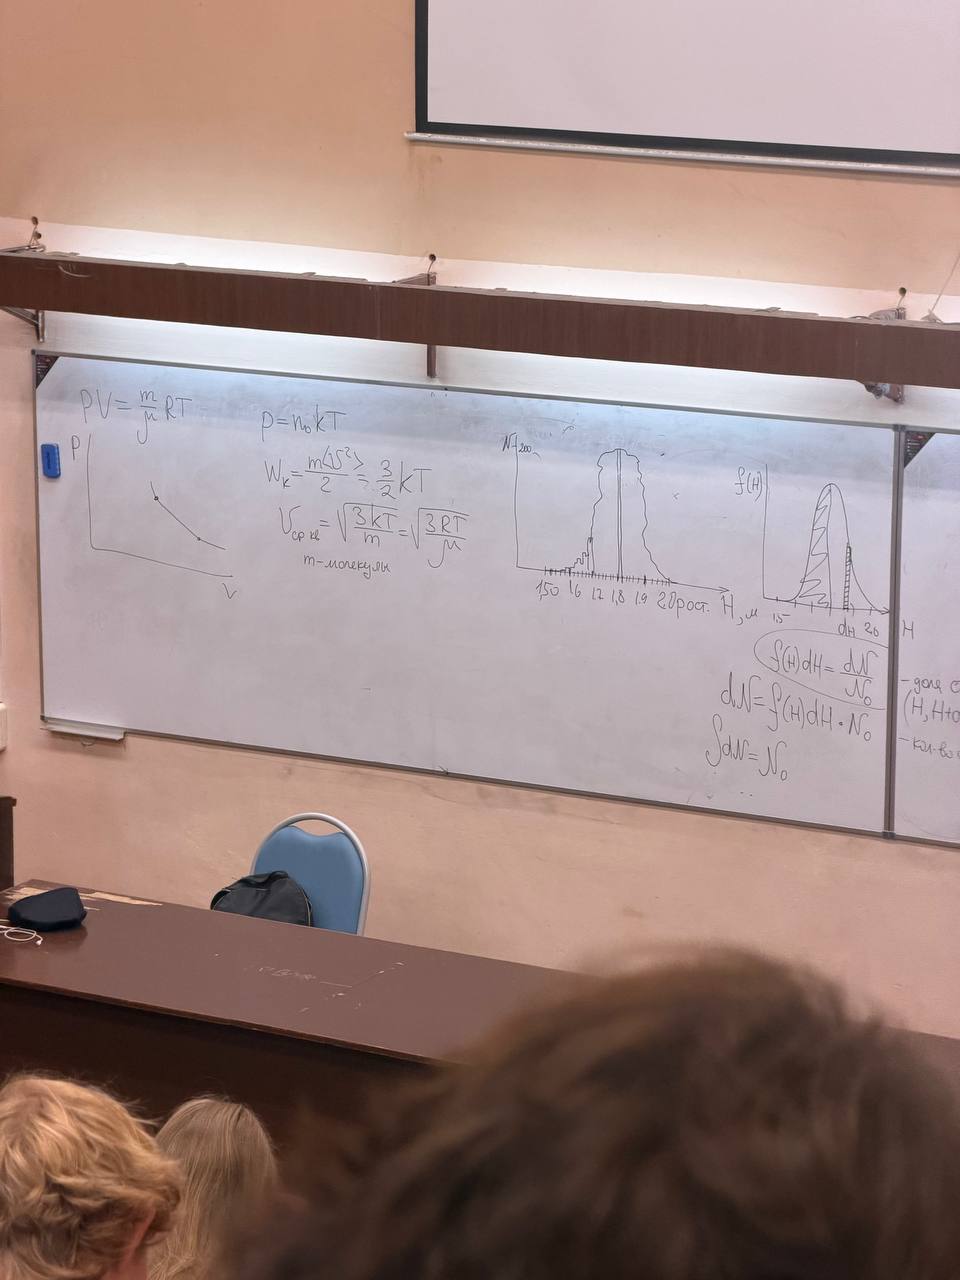 PV = m/μ RT
P
V
p = n₀kT
Wк = m<υ²>/2 = 3/2 kT
Vср кв = √(3kT/m) = √(3RT/μ)
m - молекулы
N
200
1,50 1,6 1,7 1,8 1,9 2,0 рост. H, м
f(H)
1,5 dH 2,0 H
f(H)dH = dN/N₀
dN = f(H)dH · N₀
∫dN = N₀
- доля
(H, H+
- кол-во